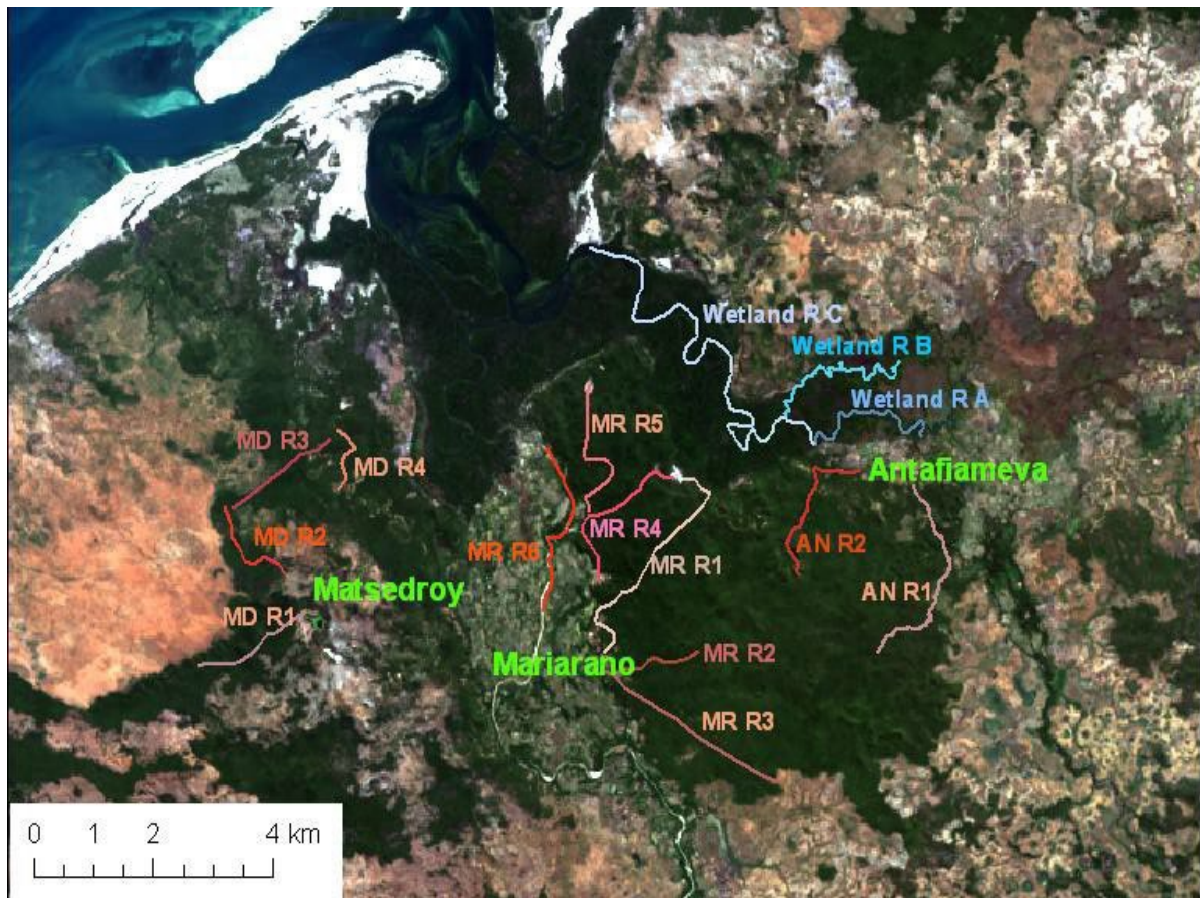 Wetland R C
Wetland R B
Wetland R A
MR R5
MD R3
MD R4
Antafiameva
MD R2
MR R6
MR R4
AN R2
MR R1
Matsedroy
AN R1
MD R1
Mariarano
MR R2
MR R3
0 1 2 4 km